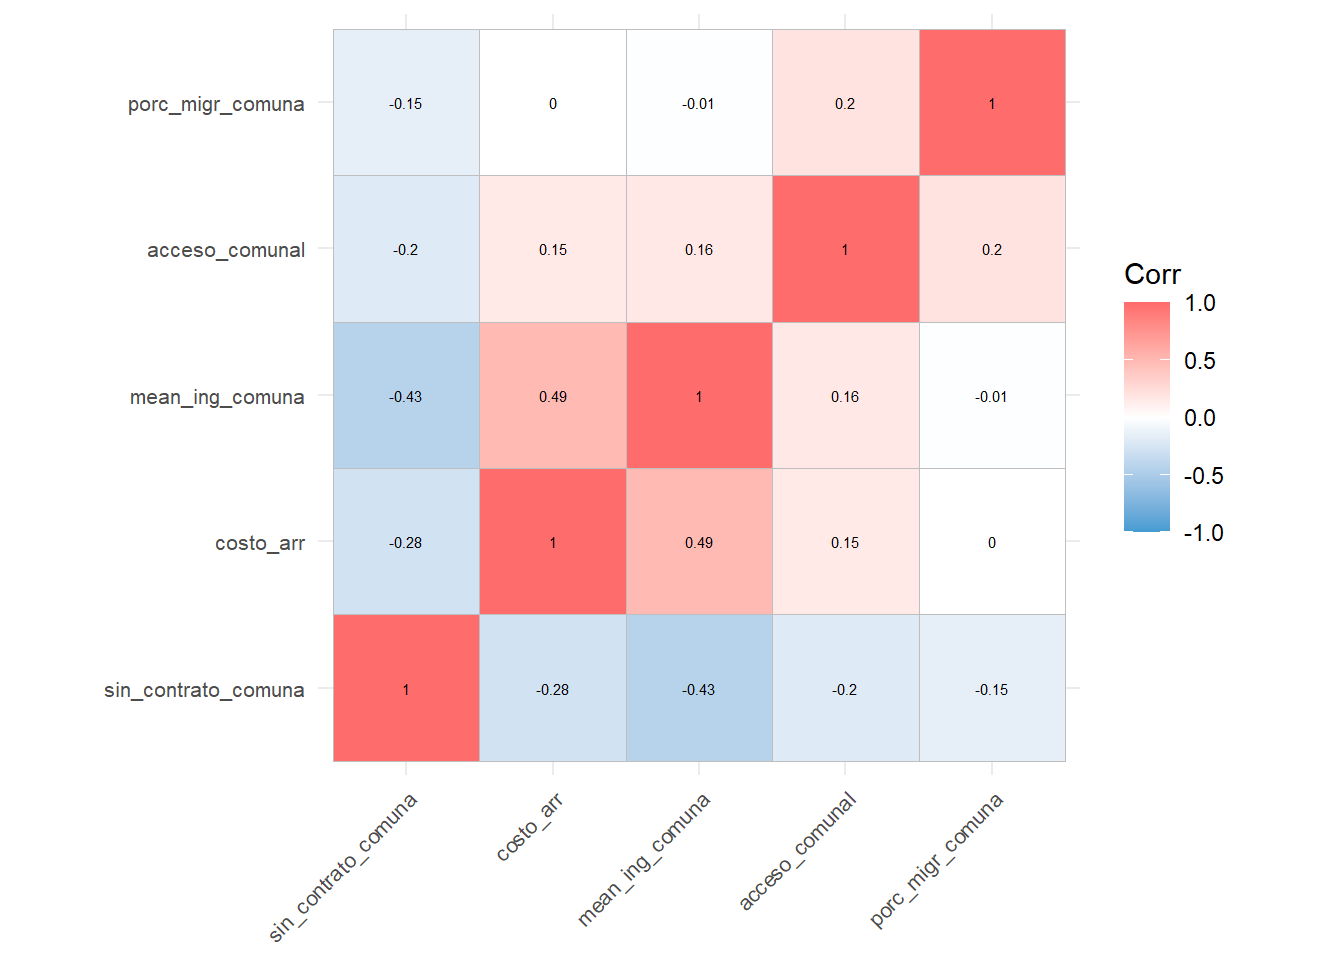 porc_migr_comuna -0.15 0 -0.01 0.2 1
acceso_comunal -0.2 0.15 0.16 1 0.2
mean_ing_comuna -0.43 0.49 1 0.16 -0.01
costo_arr -0.28 1 0.49 0.15 0
sin_contrato_comuna 1 -0.28 -0.43 -0.2 -0.15
sin_contrato_comuna
costo_arr
mean_ing_comuna
acceso_comunal
porc_migr_comuna
Corr
1.0
0.5
0.0
-0.5
-1.0